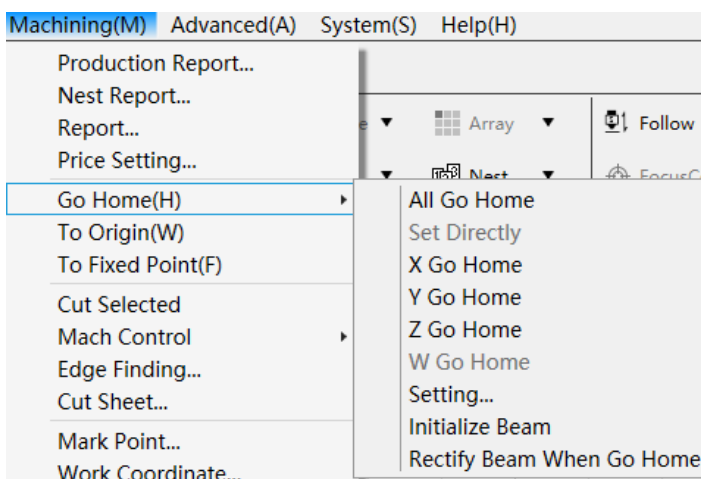 Machining(M) Advanced(A) System(S) Help(H)
Production Report...
Nest Report...
Report...
Array
Follow
Price Setting...
Nest
Go Home(H)
All Go Home
To Origin(W)
Set Directly
To Fixed Point(F)
X Go Home
Y Go Home
Cut Selected
Z Go Home
Mach Control
W Go Home
Edge Finding...
Setting...
Cut Sheet...
Initialize Beam
Mark Point...
Rectify Beam When Go Home
Work Coordinate...